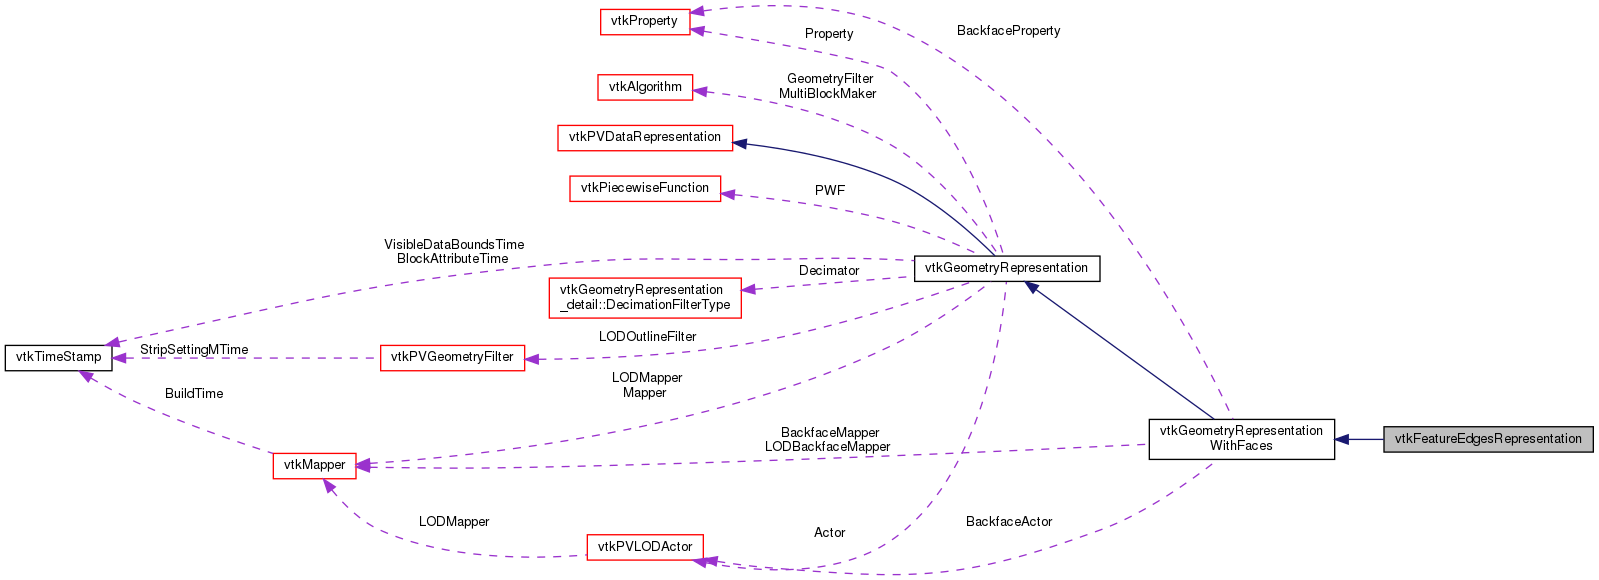 vtkProperty
BackfaceProperty
Property
GeometryFilter
MultiBlockMaker
vtkAlgorithm
vtkPVDataRepresentation
vtkPiecewiseFunction
PWF
VisibleDataBoundsTime
BlockAttributeTime
vtkGeometryRepresentation
Decimator
vtkGeometryRepresentation
_detail::DecimationFilterType
LODOutlineFilter
vtkTimeStamp
StripSettingMTime
vtkPVGeometryFilter
LODMapper
Mapper
BuildTime
BackfaceMapper
LODBackfaceMapper
vtkGeometryRepresentation
WithFaces
vtkFeatureEdgesRepresentation
vtkMapper
LODMapper
Actor
BackfaceActor
vtkPVLODActor